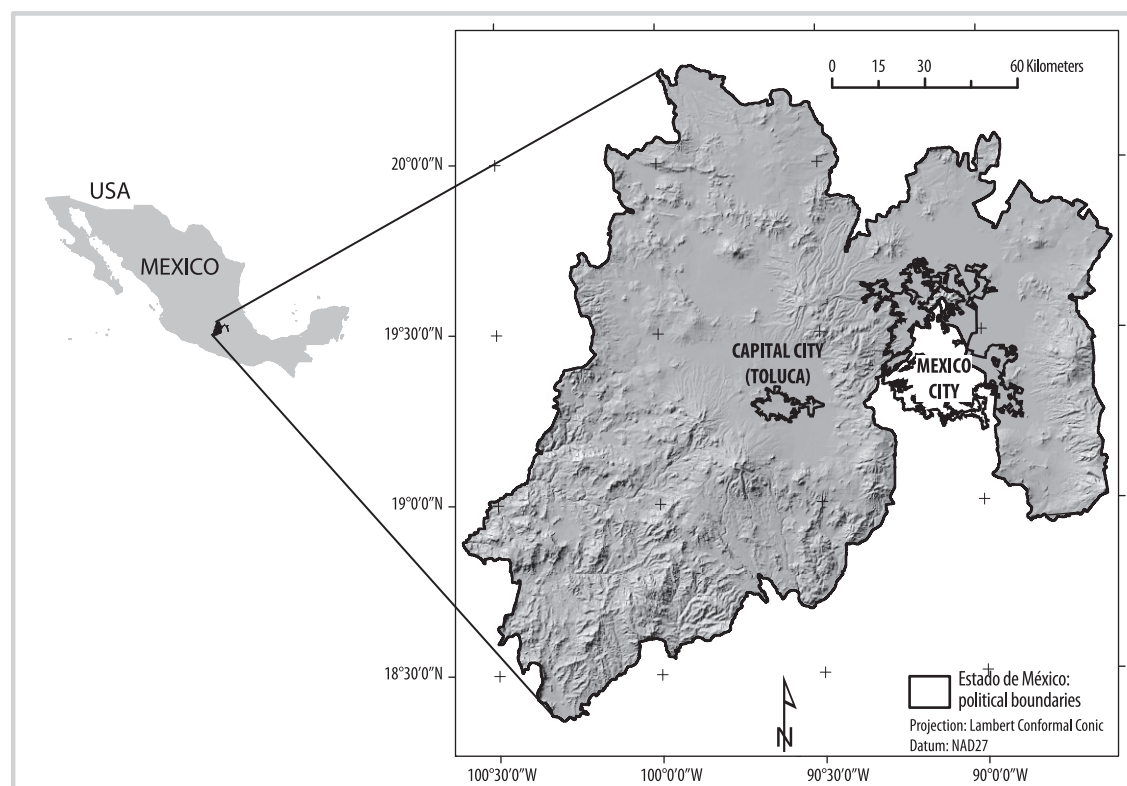 0 15 30 60 Kilometers
20°0'0"N
USA
MEXICO
19°30'0"N
CAPITAL CITY
(TOLUCA)
MEXICO
CITY
19°0'0"N
18°30'0"N
Estado de México:
political boundaries
Projection: Lambert Conformal Conic
Datum: NAD27
N
100°30'0"W 100°0'0"W 90°30'0"W 90°0'0"W